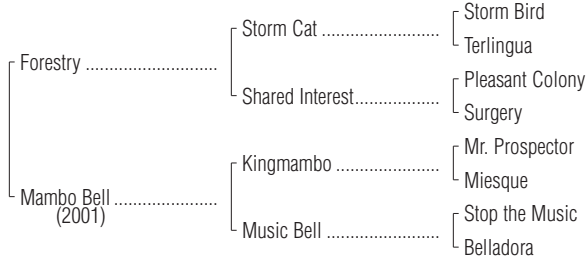 Storm Bird
Storm Cat ........................
Terlingua
Forestry ...........................
Pleasant Colony
Shared Interest.................
Surgery
Mr. Prospector
Kingmambo .....................
Miesque
Mambo Bell .....................
(2001)
Stop the Music
Music Bell .......................
Belladora